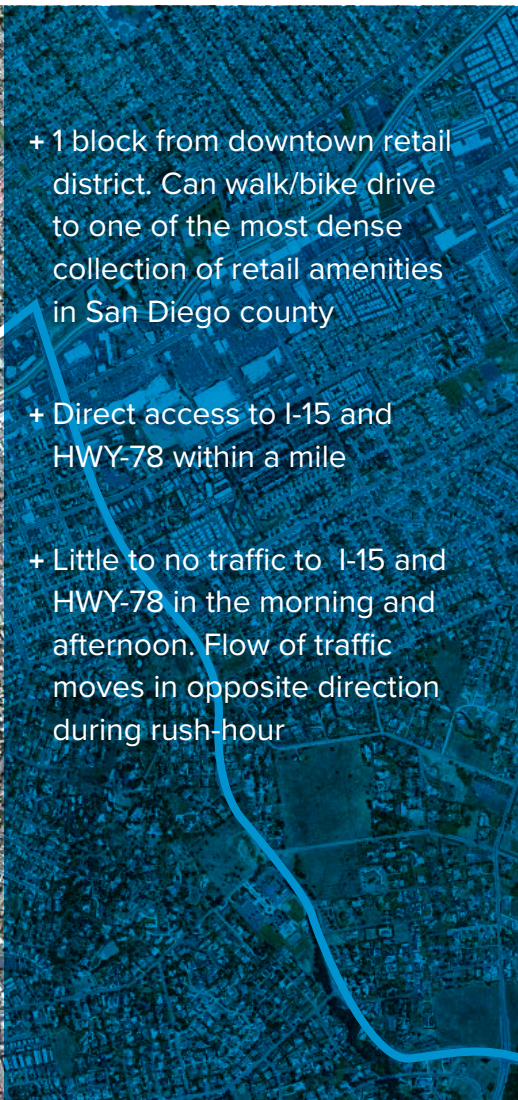 + 1 block from downtown retail
district. Can walk/bike drive
to one of the most dense
collection of retail amenities
in San Diego county
+ Direct access to I-15 and
HWY-78 within a mile
+ Little to no traffic to  I-15 and
HWY-78 in the morning and
afternoon. Flow of traffic
moves in opposite direction
during rush-hour